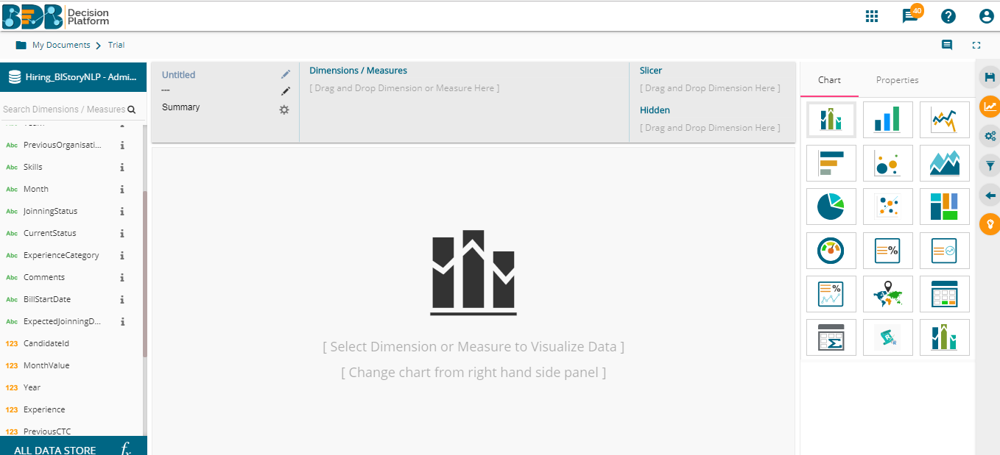 BDB Decision Platform
40
My Documents
Trial
Hiring_BIStoryNLP - Admi...
Search Dimensions / Measures
Abc PreviousOrganisati...
Abc Skills
Abc Month
Abc JoinningStatus
Abc CurrentStatus
Abc ExperienceCategory
Abc Comments
Abc BillStartDate
Abc ExpectedJoinningD...
123 CandidateId
123 MonthValue
123 Year
123 Experience
123 PreviousCTC
ALL DATA STORE fx
Untitled
---
Summary
Dimensions / Measures
[ Drag and Drop Dimension or Measure Here ]
Slicer
[ Drag and Drop Dimension Here ]
Hidden
[ Drag and Drop Dimension Here ]
[ Select Dimension or Measure to Visualize Data ]
[ Change chart from right hand side panel ]
Chart
Properties
%
%
Σ
R